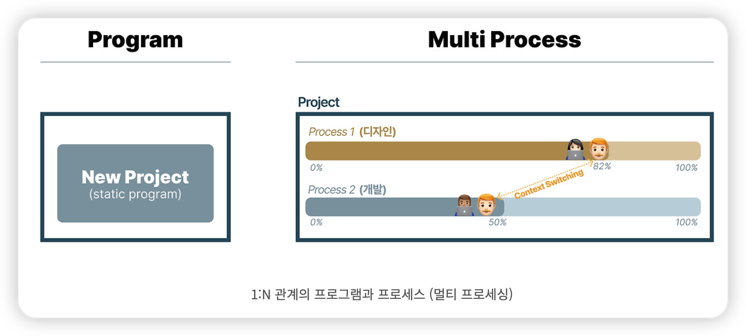 Program
Multi Process
New Project
(static program)
Project
Process 1 (디자인)
0%
82%
100%
Context Switching
Process 2 (개발)
0%
50%
100%
1:N 관계의 프로그램과 프로세스 (멀티 프로세싱)